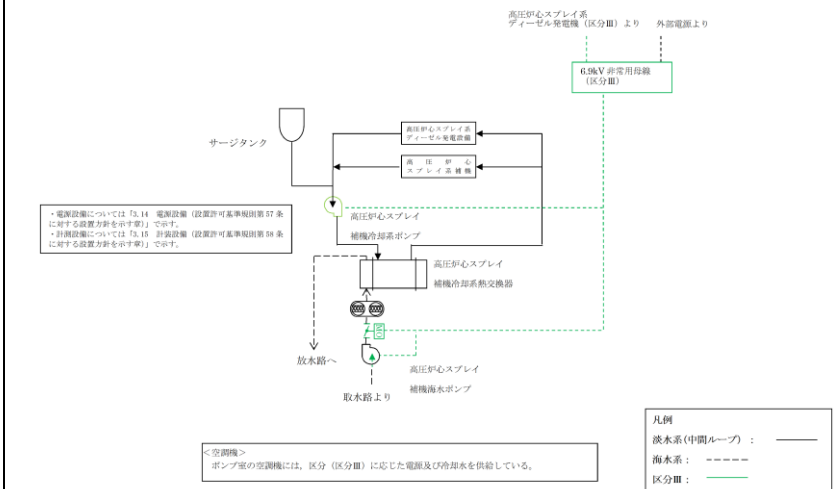 高圧炉心スプレイ系
ディーゼル発電機（区分Ⅲ）より
外部電源より
6.9kV 非常用母線
（区分Ⅲ）
サージタンク
高圧炉心スプレイ系
ディーゼル発電設備
高圧炉心
スプレイ系補機
・電源設備については「3.14 電源設備（設置許可基準規則第 57 条
に対する設置方針を示す章）」で示す。
・計測設備については「3.15 計装設備（設置許可基準規則第 58 条
に対する設置方針を示す章）」で示す。
高圧炉心スプレイ
補機冷却系ポンプ
高圧炉心スプレイ
補機冷却系熱交換器
MO
放水路へ
高圧炉心スプレイ
補機海水ポンプ
取水路より
＜空調機＞
ポンプ室の空調機には，区分（区分Ⅲ）に応じた電源及び冷却水を供給している。
凡例
淡水系(中間ループ) ：
海水系：
区分Ⅲ：